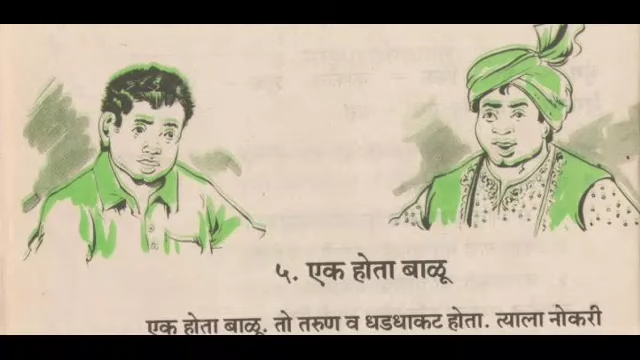 ५. एक होता बाळू
एक होता बाळू. तो तरुण व धडधाकट होता. त्याला नोकरी